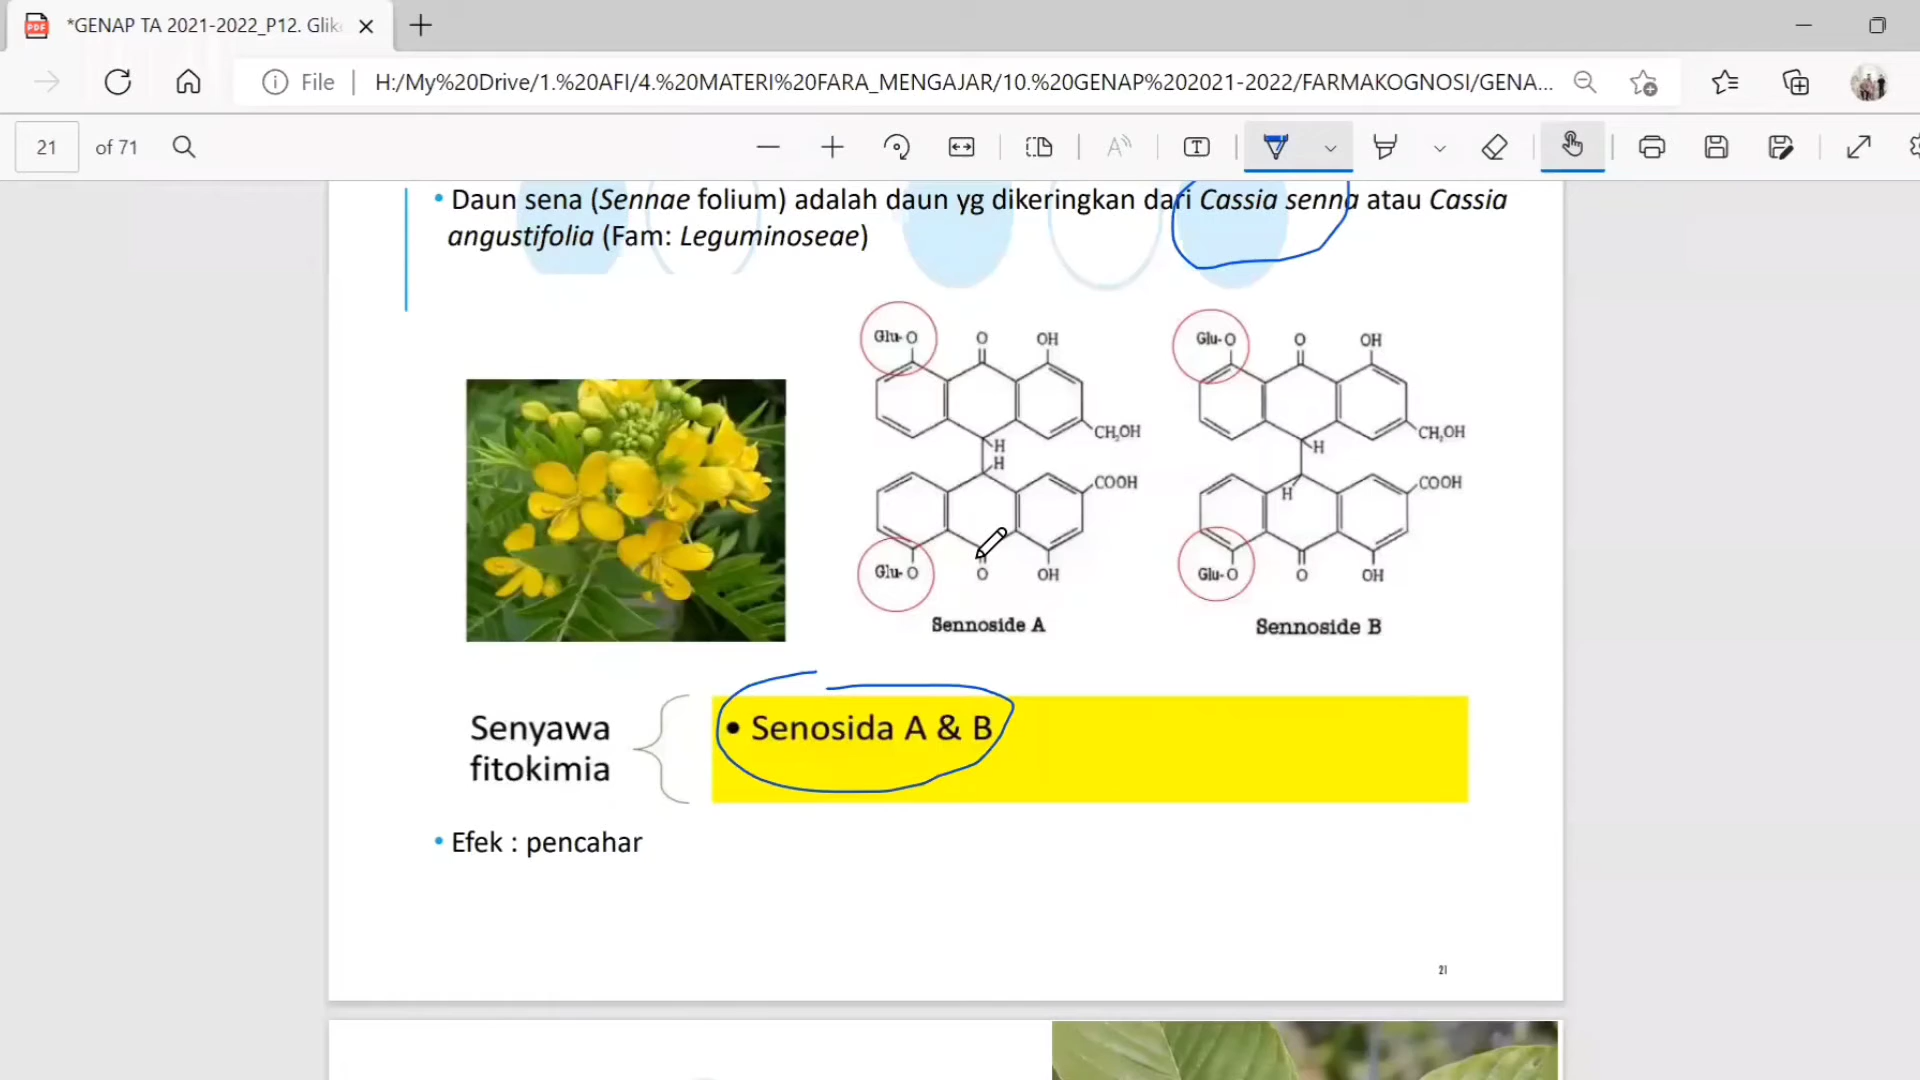 *GENAP TA 2021-2022_P12. Glik
File
H:/My%20Drive/1.%20AFI/4.%20MATERI%20FARA_MENGAJAR/10.%20GENAP%202021-2022/FARMAKOGNOSI/GENA...
21 of 71
• Daun sena (Sennae folium) adalah daun yg dikeringkan dari Cassia senna atau Cassia
angustifolia (Fam: Leguminoseae)
Glu-O O OH
CH₂OH
H
H
COOH
Glu-O O OH
Sennoside A
Glu-O O OH
CH₂OH
H
H
COOH
Glu-O O OH
Sennoside B
Senyawa
fitokimia
• Senosida A & B
• Efek : pencahar
21